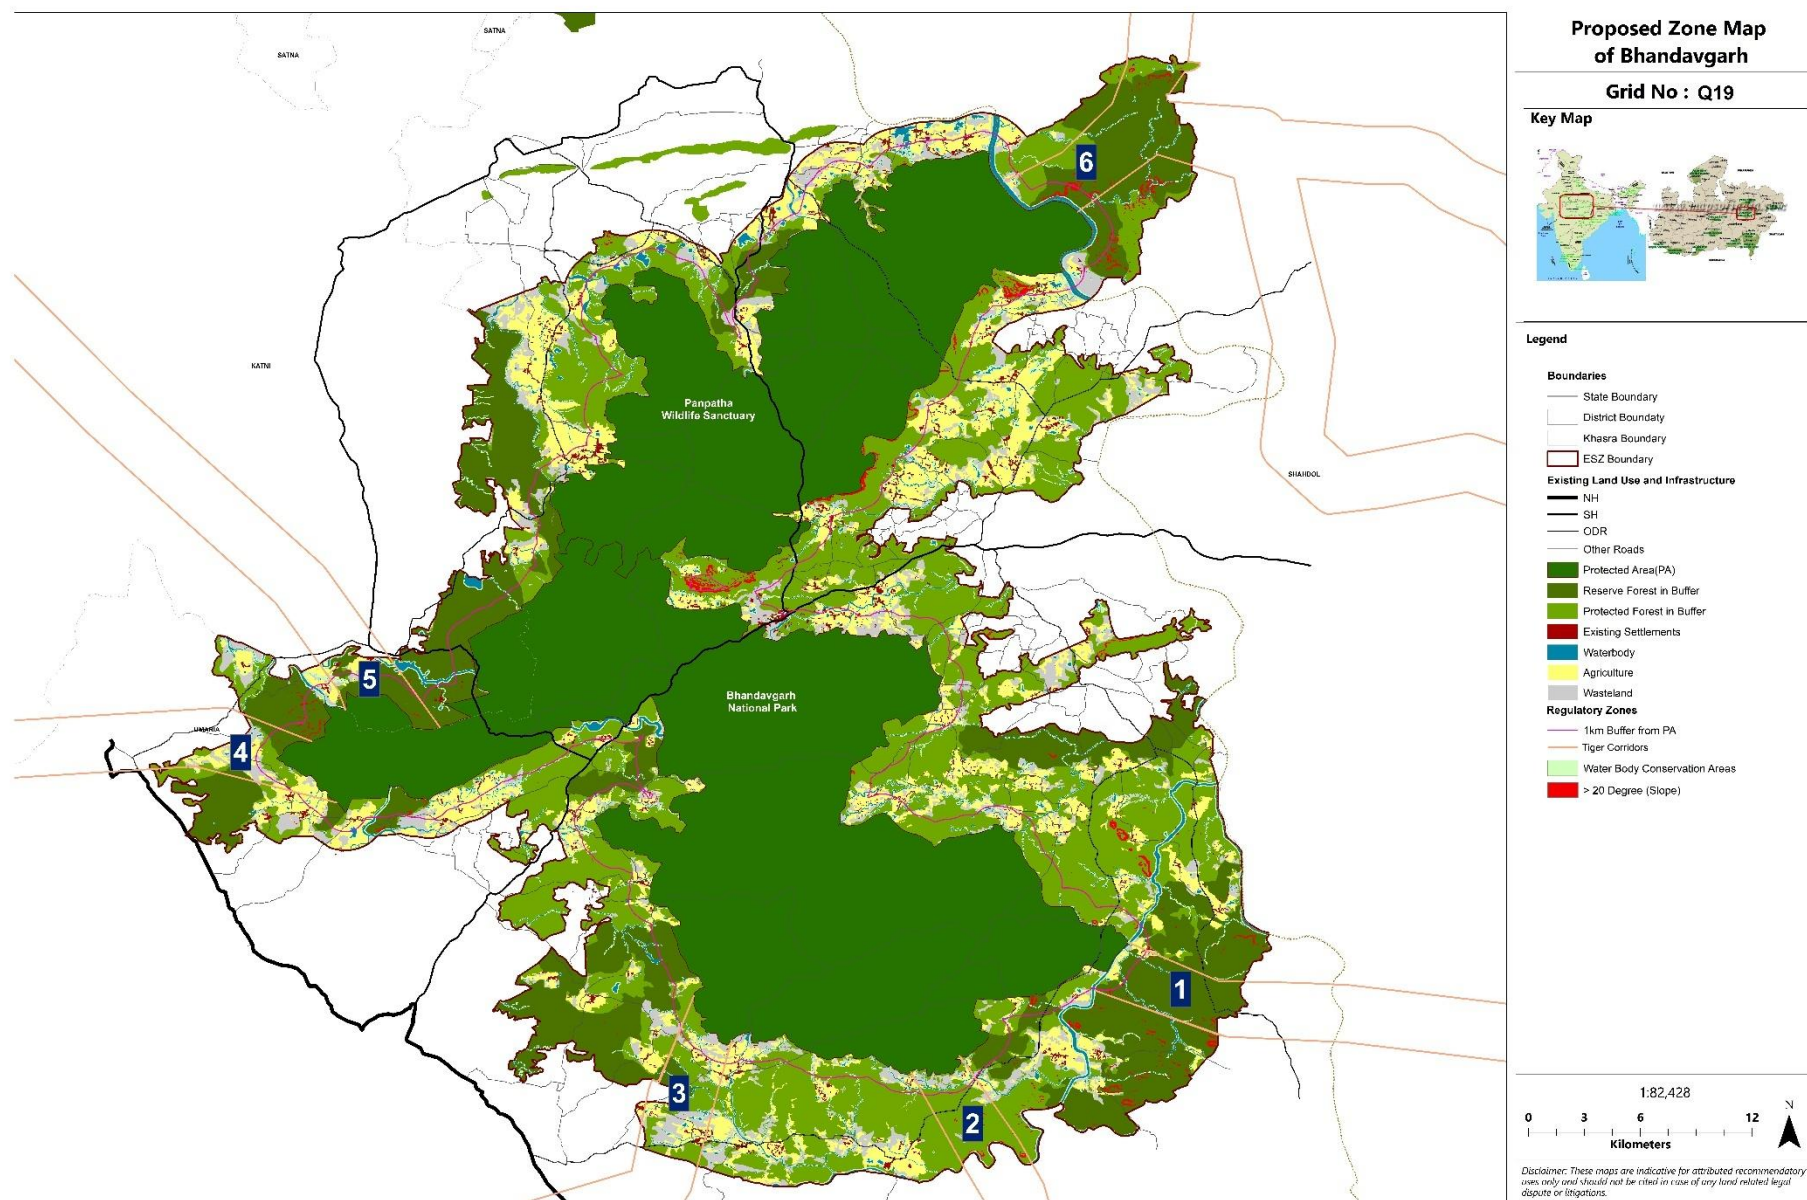 Proposed Zone Map
of Bhandavgarh
Grid No : Q19
Key Map
Legend
Boundaries
State Boundary
District Boundaty
Khasra Boundary
ESZ Boundary
Existing Land Use and Infrastructure
NH
SH
ODR
Other Roads
Protected Area(PA)
Reserve Forest in Buffer
Protected Forest in Buffer
Existing Settlements
Waterbody
Agriculture
Wasteland
Regulatory Zones
1km Buffer from PA
Tiger Corridors
Water Body Conservation Areas
> 20 Degree (Slope)
1:82,428
0 3 6 12
Kilometers
N
Disclaimer: These maps are indicative for attributed recommendatory
uses only and should not be cited in case of any land related legal
dispute or litigations.
SATNA
SATNA
KATNI
SHAHDOL
UMARIA
Panpatha
Wildlife Sanctuary
Bhandavgarh
National Park
6
5
4
1
3
2